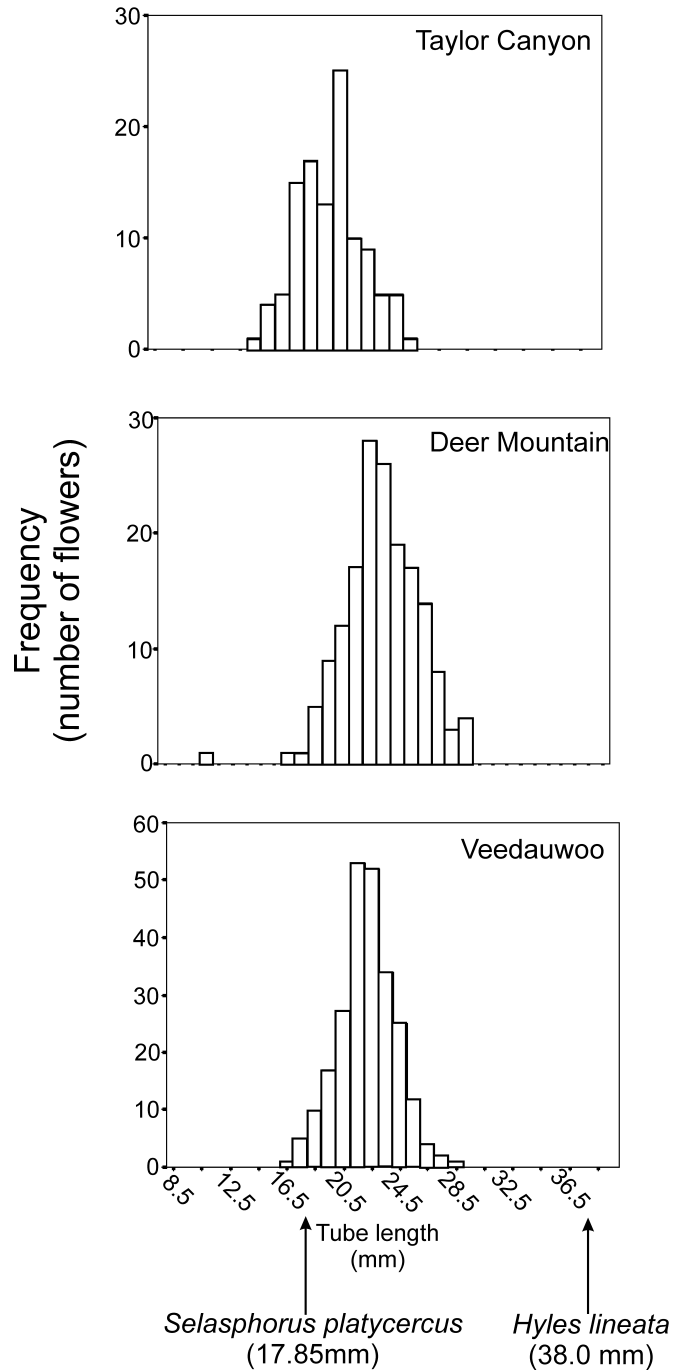 30
Taylor Canyon
20
10
0
30
Deer Mountain
20
10
0
Frequency
(number of flowers)
60
Veedauwoo
50
40
30
20
10
0
8.5 12.5 16.5 20.5 24.5 28.5 32.5 36.5
Tube length
(mm)
Selasphorus platycercus
(17.85mm)
Hyles lineata
(38.0 mm)